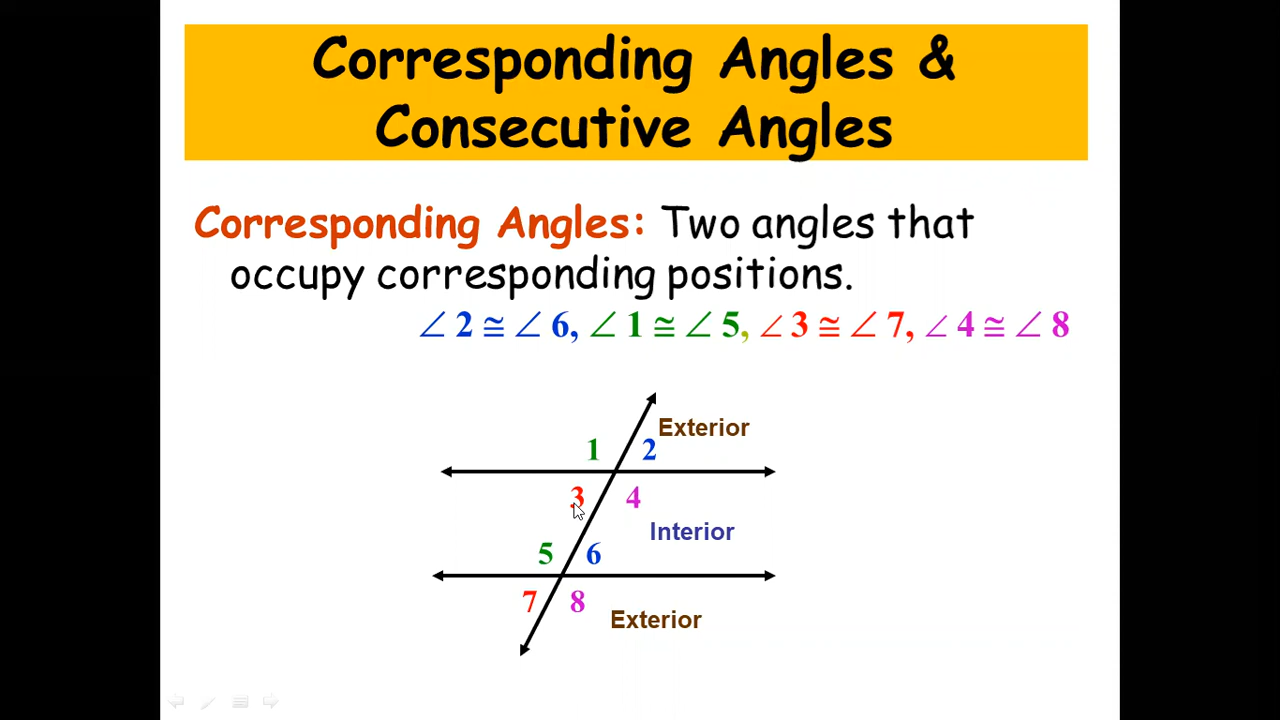 Corresponding Angles &
Consecutive Angles
Corresponding Angles: Two angles that
occupy corresponding positions.
∠ 2 ≅ ∠ 6, ∠ 1 ≅ ∠ 5, ∠ 3 ≅ ∠ 7, ∠ 4 ≅ ∠ 8
Exterior
1 2
3 4
Interior
5 6
7 8
Exterior